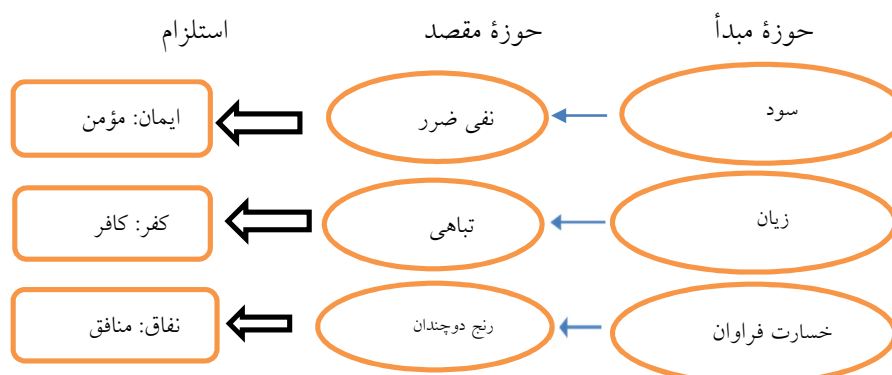 حوزۀ مبدأ
حوزۀ مقصد
استلزام
سود
نفی ضرر
ایمان: مؤمن
زیان
تباهی
کفر: کافر
خسارت فراوان
رنج دوچندان
نفاق: منافق